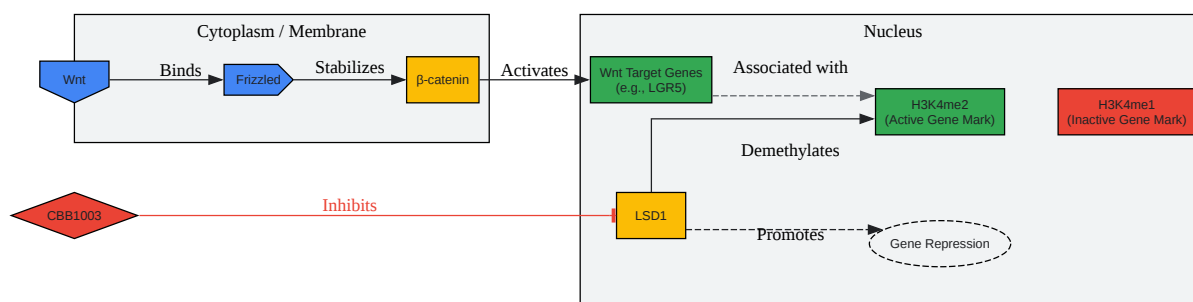 Cytoplasm / Membrane
Nucleus
Wnt
Binds
Frizzled
Stabilizes
β-catenin
Activates
Wnt Target Genes
(e.g., LGR5)
Associated with
H3K4me2
(Active Gene Mark)
H3K4me1
(Inactive Gene Mark)
Demethylates
CBB1003
Inhibits
LSD1
Promotes
Gene Repression